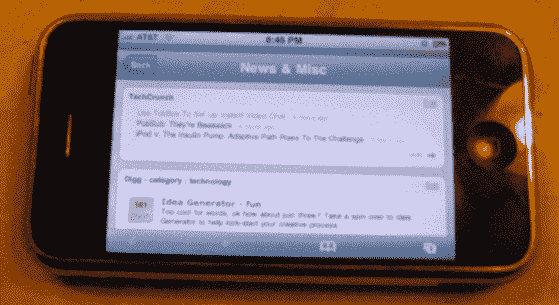 AT&T 8:45 PM
Back News & Misc
TechCrunch
Use TokBox To Set Up Instant Video Chat
PubSub: They're Baaaaack
iPod v. The Insulin Pump: Adaptive Path Rises To The Challenge
Digg - category : technology
Idea Generator - fun
Too cool for words, ok how about just three? Take a spin over to Idea
Generator to help kick-start your creative process.